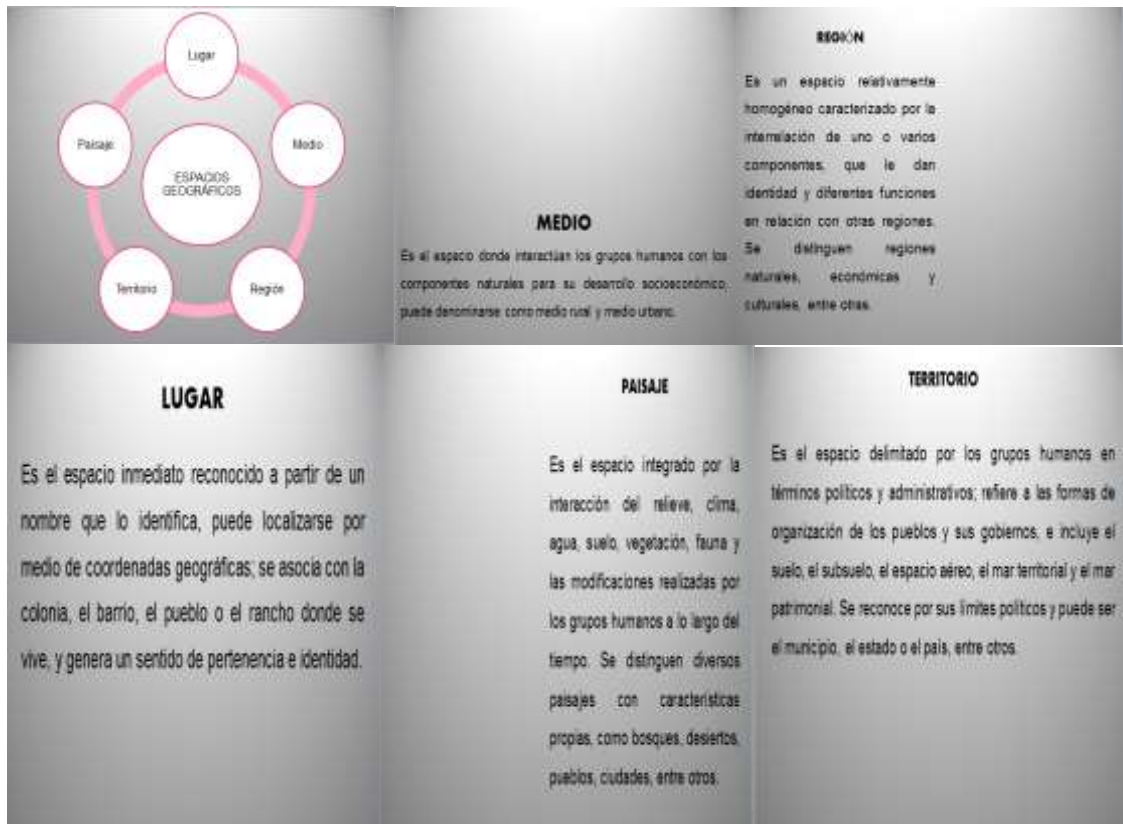 Lugar
Paisaje
Medio
ESPACIOS
GEOGRÁFICOS
Territorio
Región
MEDIO
Es el espacio donde interactúan los grupos humanos con los
componentes naturales para su desarrollo socioeconómico,
puede denominarse como medio rural y medio urbano.
REGIÓN
Es un espacio relativamente
homogéneo caracterizado por la
interrelación de uno o varios
componentes, que le dan
identidad y diferentes funciones
en relación con otras regiones.
Se distinguen regiones
naturales, económicas y
culturales, entre otras.
LUGAR
Es el espacio inmediato reconocido a partir de un
nombre que lo identifica, puede localizarse por
medio de coordenadas geográficas; se asocia con la
colonia, el barrio, el pueblo o el rancho donde se
vive, y genera un sentido de pertenencia e identidad.
PAISAJE
Es el espacio integrado por la
interacción del relieve, clima,
agua, suelo, vegetación, fauna y
las modificaciones realizadas por
los grupos humanos a lo largo del
tiempo. Se distinguen diversos
paisajes con características
propias, como bosques, desiertos,
pueblos, ciudades, entre otros.
TERRITORIO
Es el espacio delimitado por los grupos humanos en
términos políticos y administrativos; refiere a las formas de
organización de los pueblos y sus gobiernos, e incluye el
suelo, el subsuelo, el espacio aéreo, el mar territorial y el mar
patrimonial. Se reconoce por sus límites políticos y puede ser
el municipio, el estado o el país, entre otros.